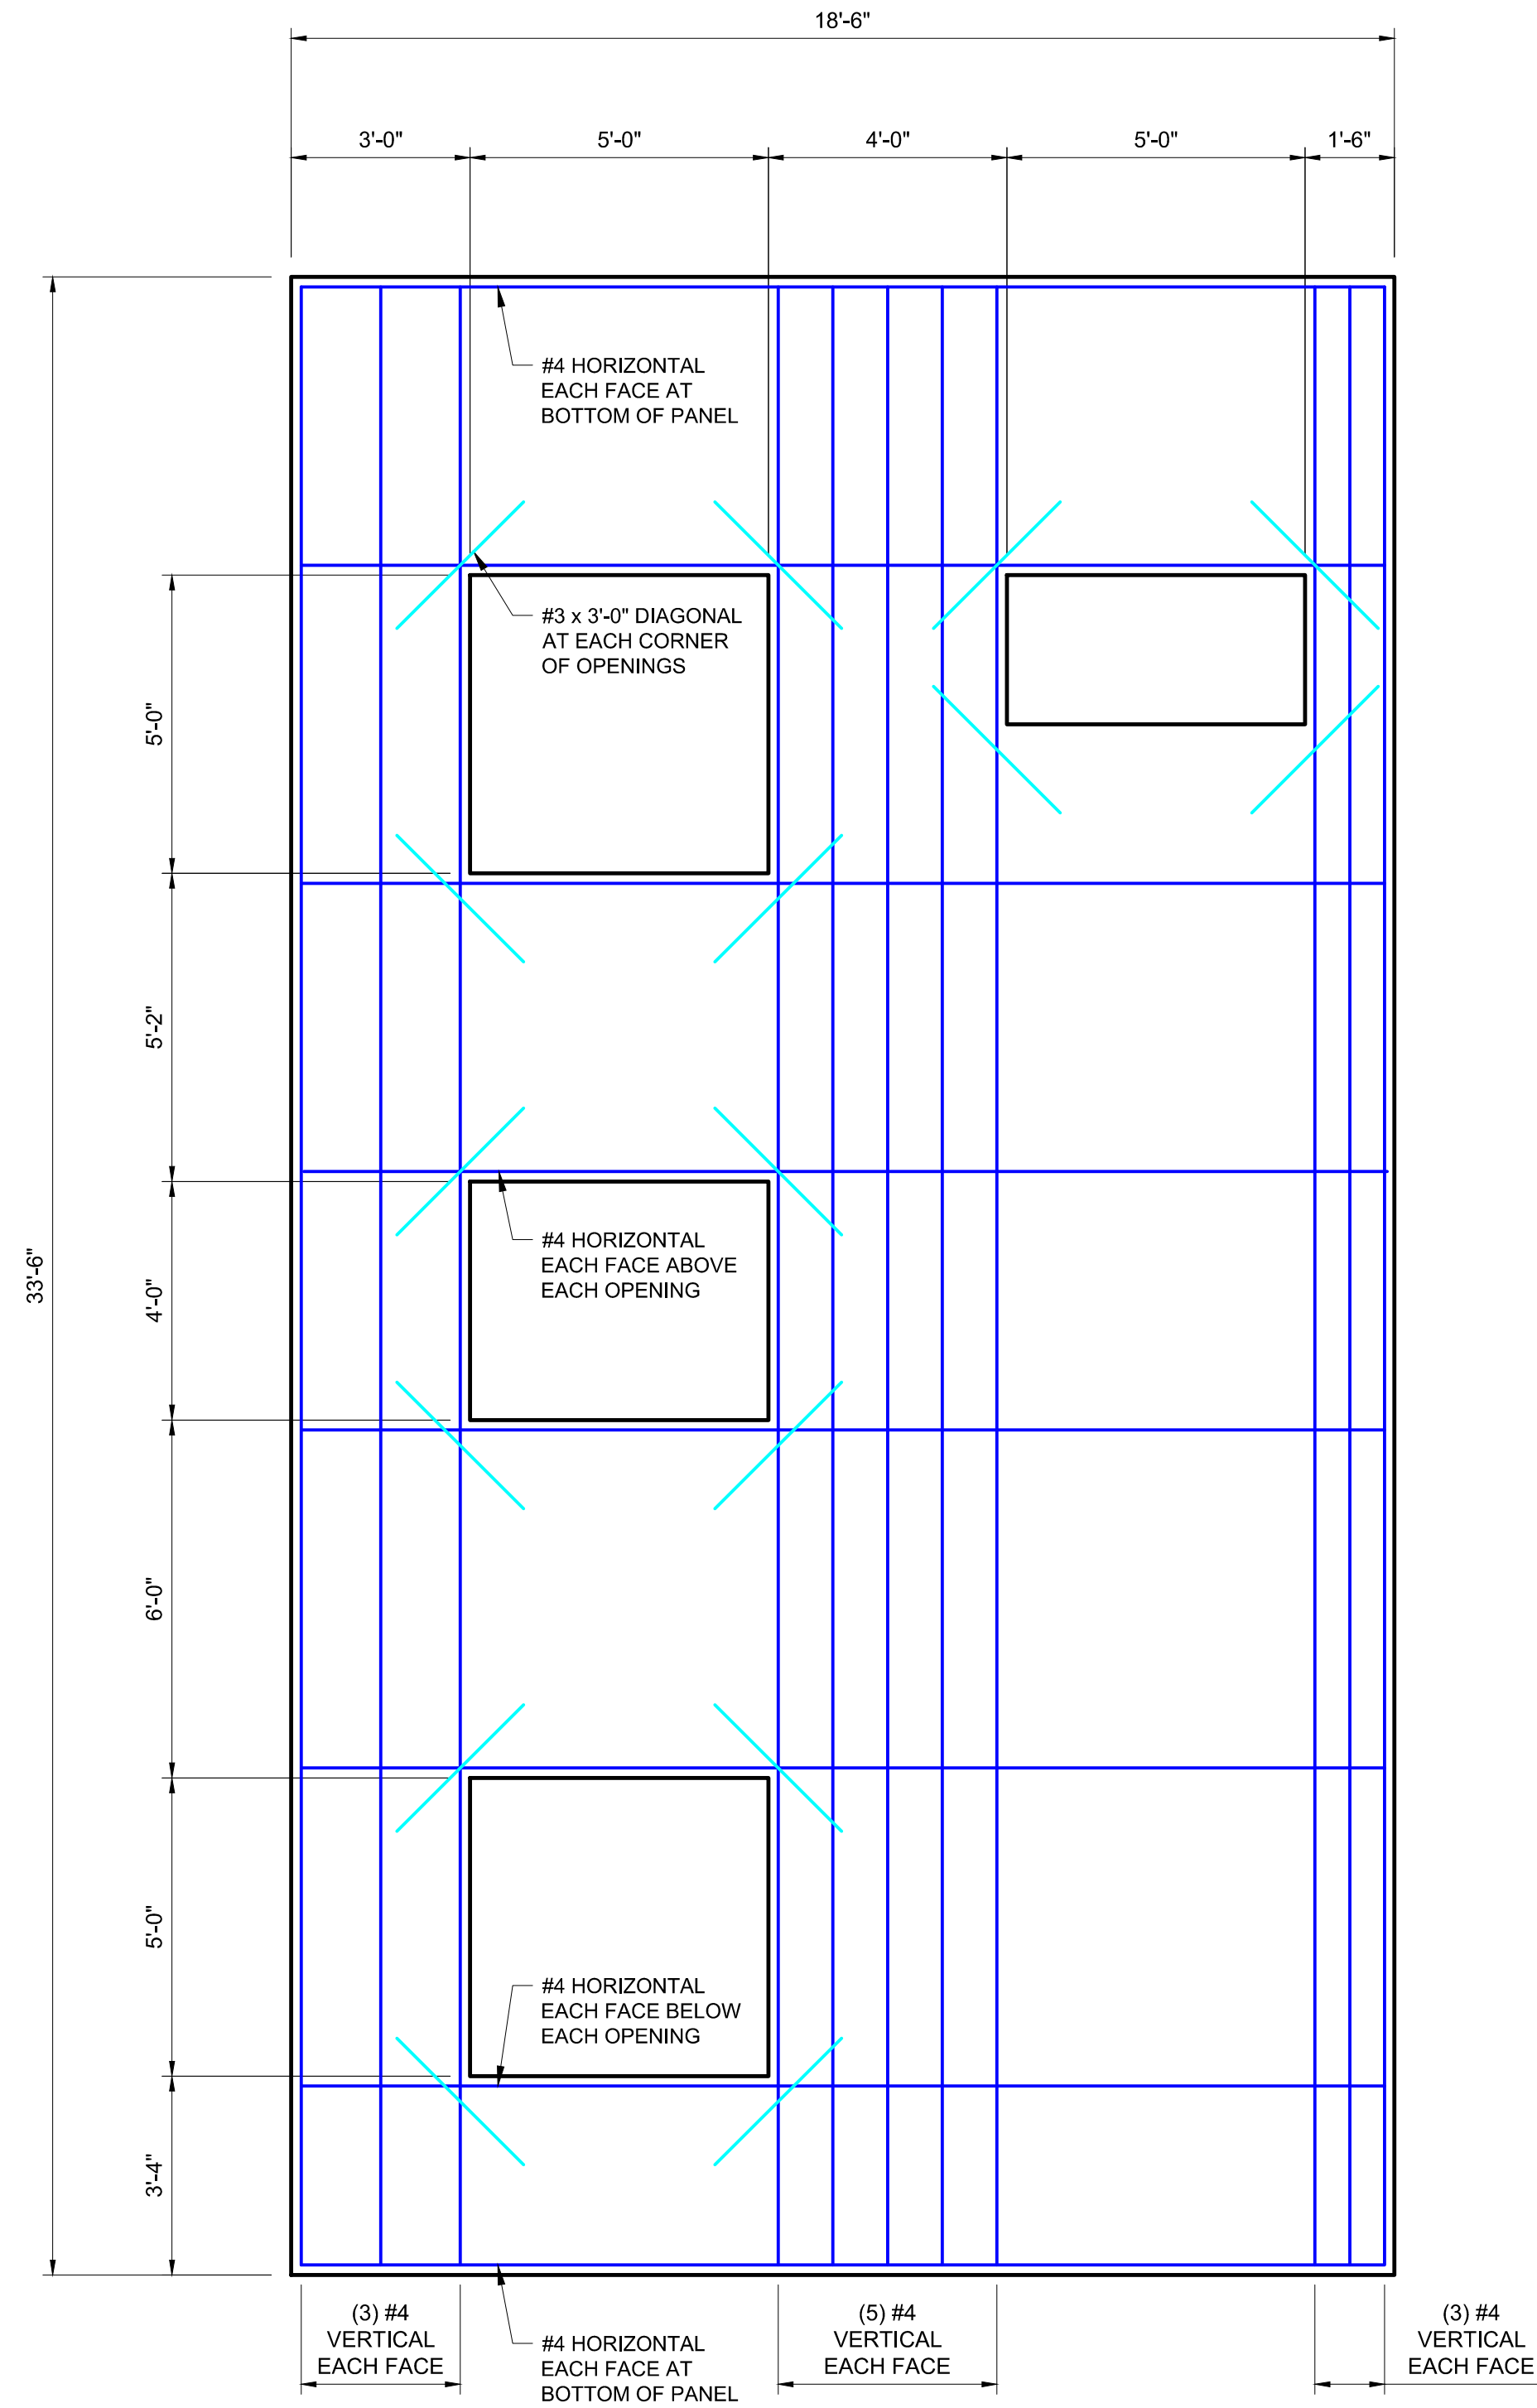 18'-6"
3'-0"
5'-0"
4'-0"
5'-0"
1'-6"
#4 HORIZONTAL
EACH FACE AT
BOTTOM OF PANEL
#3 x 3'-0" DIAGONAL
AT EACH CORNER
OF OPENINGS
5'-0"
5'-2"
#4 HORIZONTAL
EACH FACE ABOVE
EACH OPENING
33'-6"
4'-0"
6'-0"
5'-0"
#4 HORIZONTAL
EACH FACE BELOW
EACH OPENING
3'-4"
(3) #4
VERTICAL
EACH FACE
#4 HORIZONTAL
EACH FACE AT
BOTTOM OF PANEL
(5) #4
VERTICAL
EACH FACE
(3) #4
VERTICAL
EACH FACE